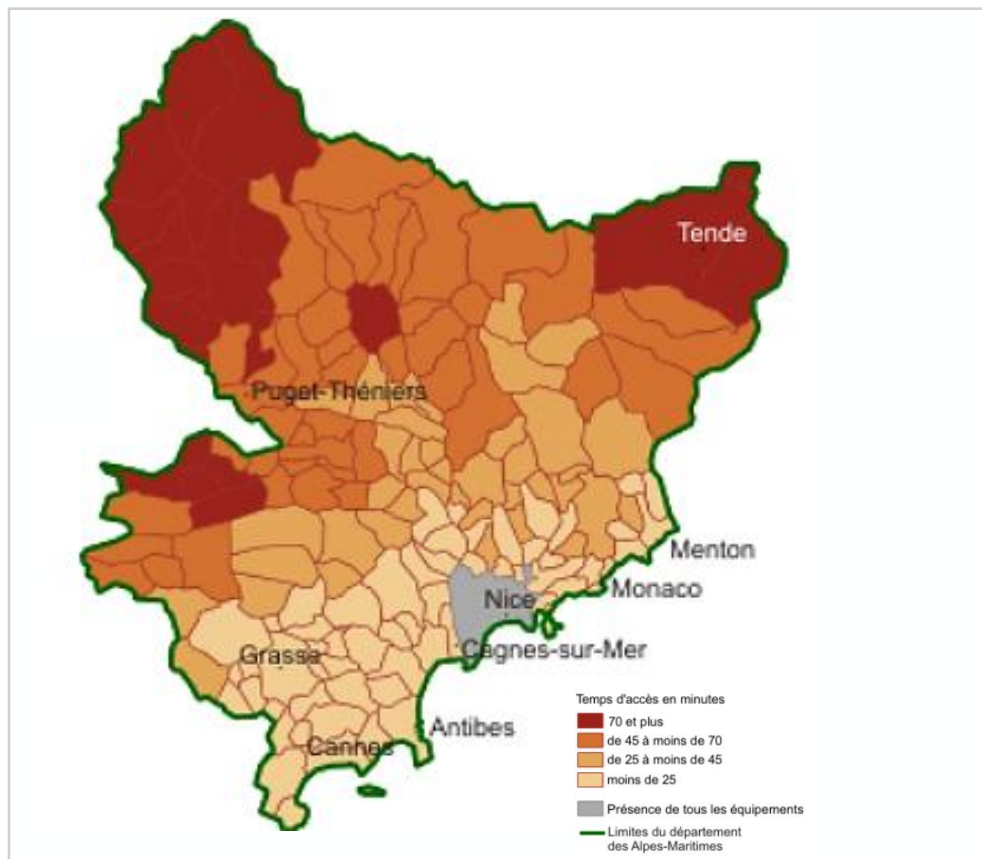 Tende
Puget-Théniers
Menton
Monaco
Nice
Cagnes-sur-Mer
Grasse
Antibes
Cannes
Temps d'accès en minutes
70 et plus
de 45 à moins de 70
de 25 à moins de 45
moins de 25
Présence de tous les équipements
Limites du département
des Alpes-Maritimes